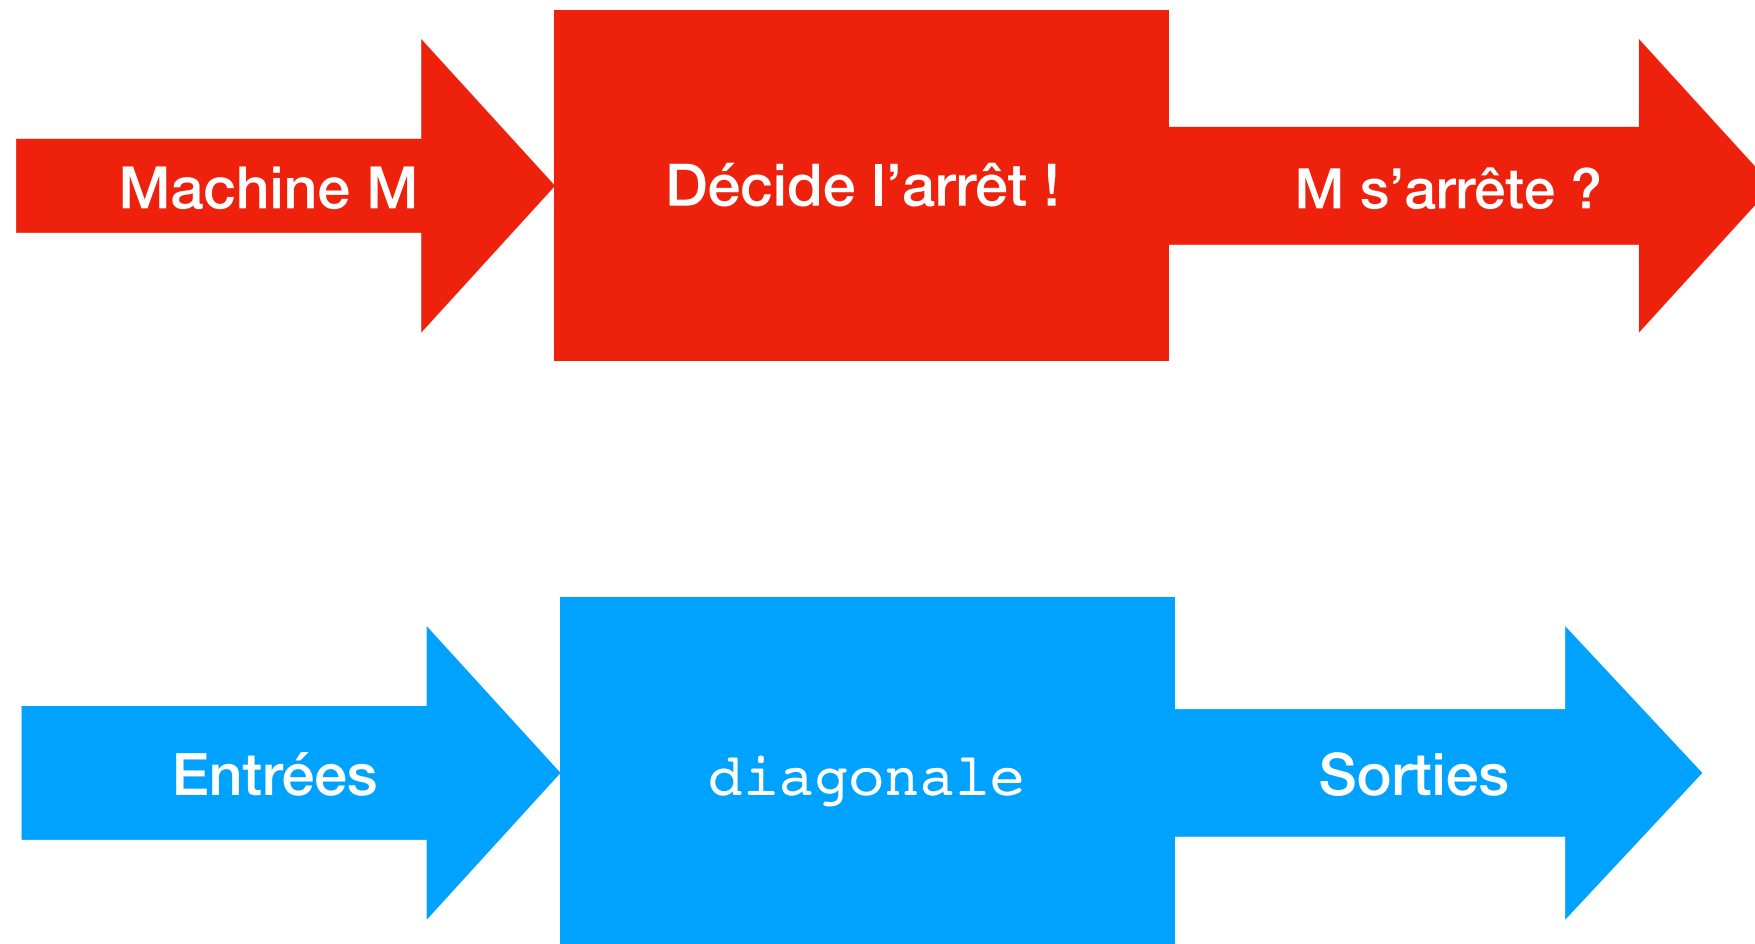 Machine M
Décide l’arrêt !
M s’arrête ?
Entrées
diagonale
Sorties